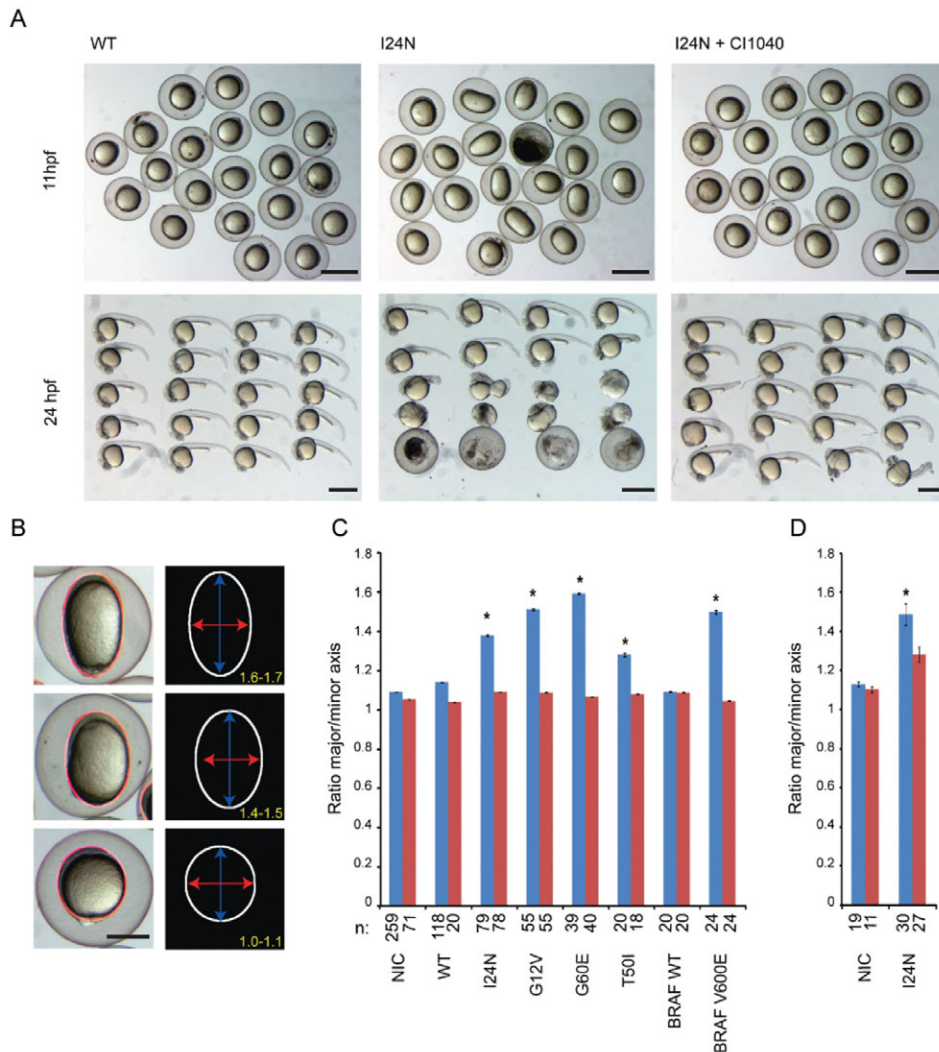 A
WT
I24N
I24N + CI1040
11hpf
24 hpf
B
1.6-1.7
1.4-1.5
1.0-1.1
C
Ratio major/minor axis
1.8
1.6
1.4
1.2
1
0.8
0.6
0.4
0.2
0
n:
259
71
118
20
79
78
55
55
39
40
20
18
20
20
24
24
NIC
WT
I24N
G12V
G60E
T50I
BRAF WT
BRAF V600E
* * * * *
D
Ratio major/minor axis
1.8
1.6
1.4
1.2
1
0.8
0.6
0.4
0.2
0
19
11
30
27
NIC
I24N
*